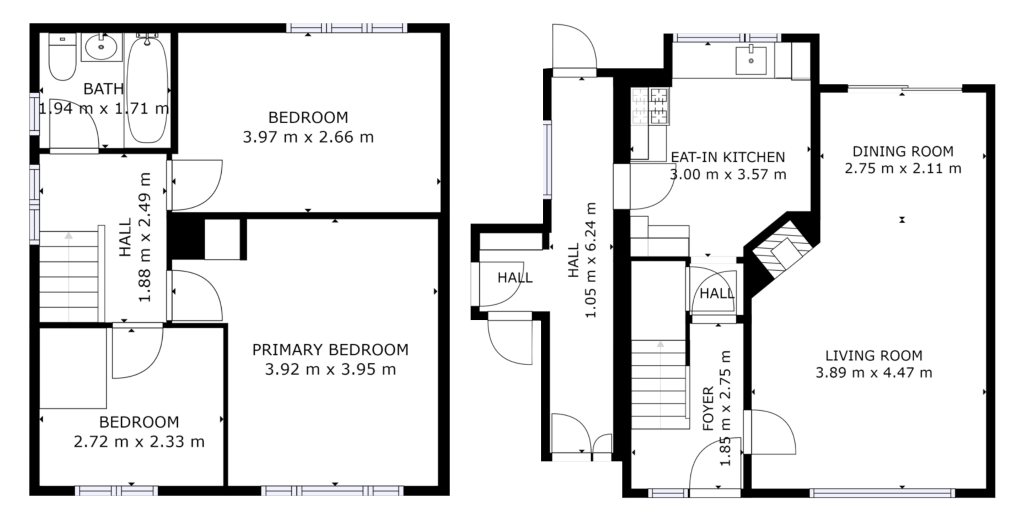 BATH
1.94 m x 1.71 m
BEDROOM
3.97 m x 2.66 m
HALL
1.88 m x 2.49 m
PRIMARY BEDROOM
3.92 m x 3.95 m
BEDROOM
2.72 m x 2.33 m
HALL
HALL
1.05 m x 6.24 m
EAT-IN KITCHEN
3.00 m x 3.57 m
DINING ROOM
2.75 m x 2.11 m
HALL
FOYER
1.85 m x 2.75 m
LIVING ROOM
3.89 m x 4.47 m